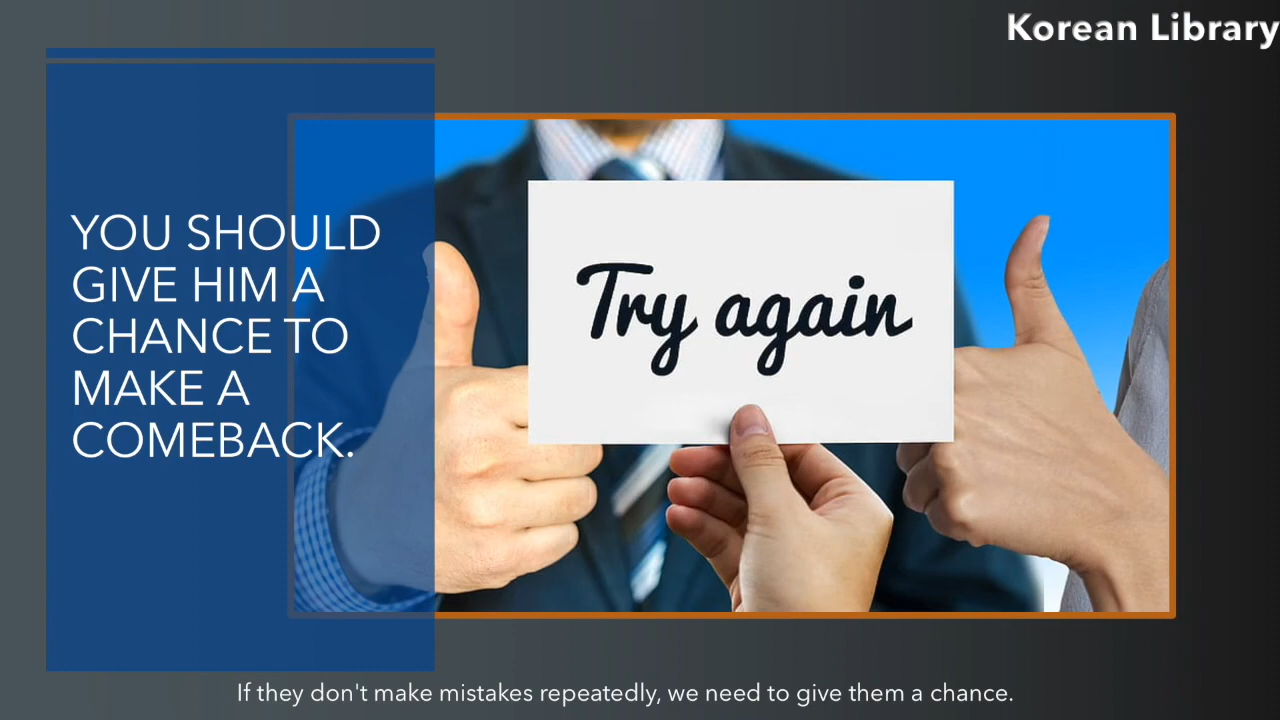 Korean Library
YOU SHOULD
GIVE HIM A
CHANCE TO
MAKE A
COMEBACK.
Try again
If they don't make mistakes repeatedly, we need to give them a chance.